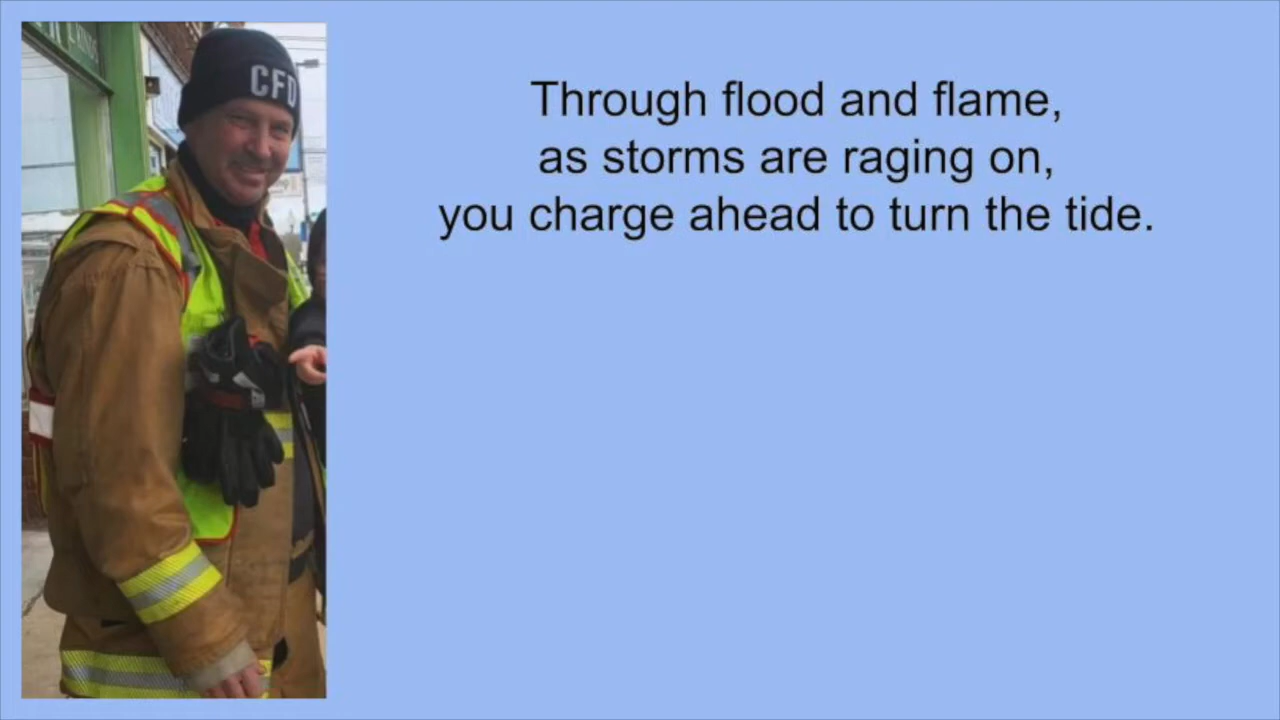 CFD
Through flood and flame,
as storms are raging on,
you charge ahead to turn the tide.